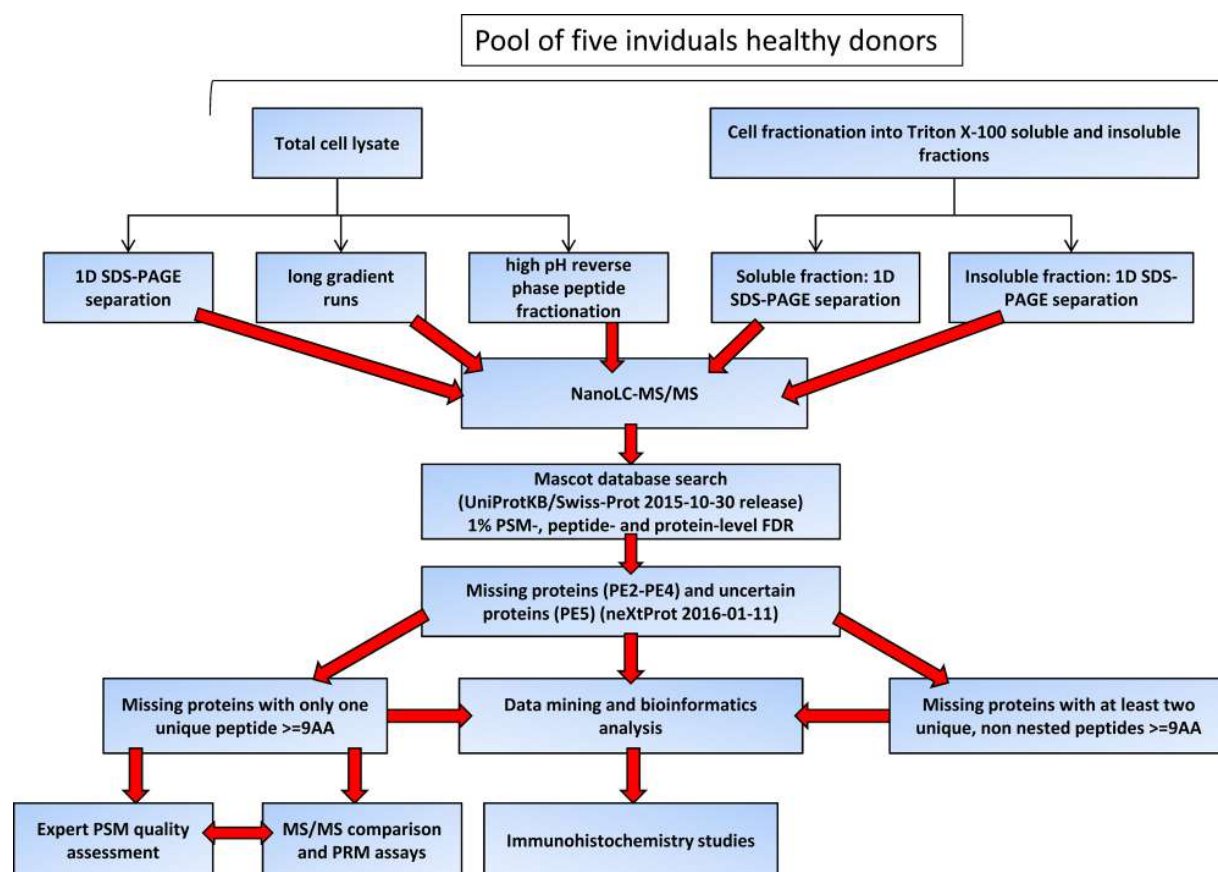 Pool of five inviduals healthy donors
Total cell lysate
Cell fractionation into Triton X-100 soluble and insoluble
fractions
1D SDS-PAGE
separation
long gradient
runs
high pH reverse
phase peptide
fractionation
Soluble fraction: 1D
SDS-PAGE separation
Insoluble fraction: 1D SDS-
PAGE separation
NanoLC-MS/MS
Mascot database search
(UniProtKB/Swiss-Prot 2015-10-30 release)
1% PSM-, peptide- and protein-level FDR
Missing proteins (PE2-PE4) and uncertain
proteins (PE5) (neXtProt 2016-01-11)
Missing proteins with only one
unique peptide >=9AA
Data mining and bioinformatics
analysis
Missing proteins with at least two
unique, non nested peptides >=9AA
Expert PSM quality
assessment
MS/MS comparison
and PRM assays
Immunohistochemistry studies